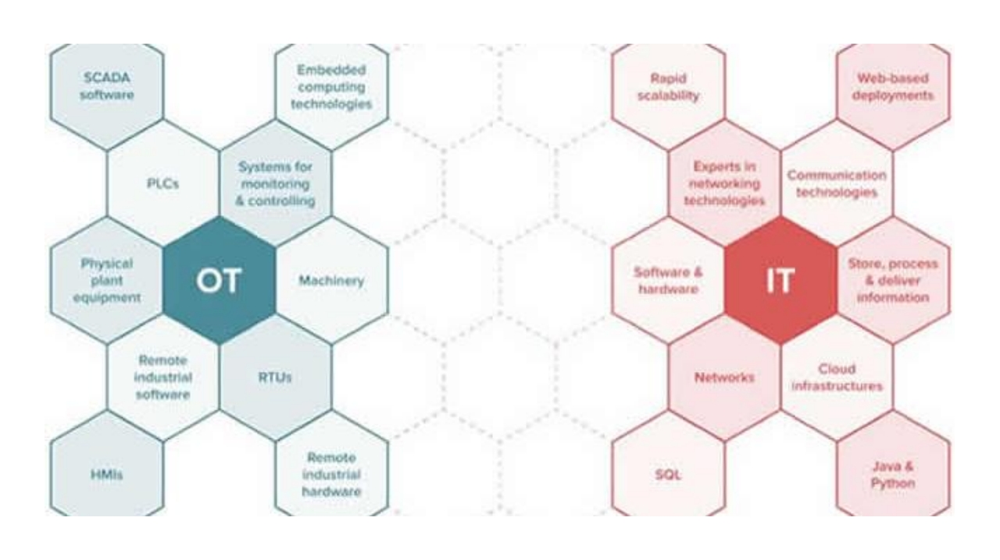 SCADA
software
Embedded
computing
technologies
PLCs
Systems for
monitoring
& controlling
Physical
plant
equipment
OT
Machinery
Remote
industrial
software
RTUs
HMIs
Remote
industrial
hardware
Rapid
scalability
Web-based
deployments
Experts in
networking
technologies
Communication
technologies
Software &
hardware
IT
Store, process
& deliver
information
Networks
Cloud
infrastructures
SQL
Java &
Python